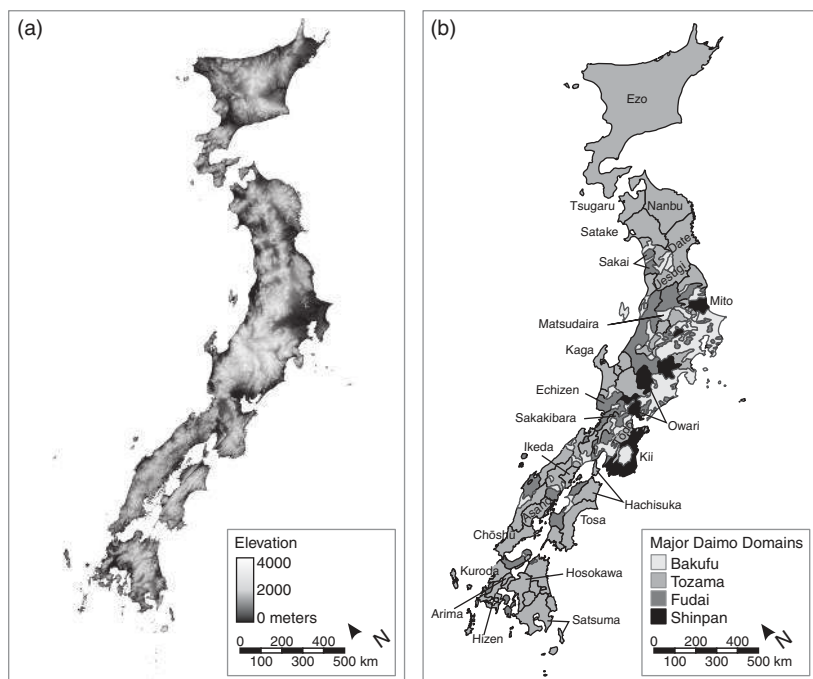 (a)
Elevation
4000
2000
0 meters
0 200 400
100 300 500 km
N
(b)
Ezo
Tsugaru
Nanbu
Satake
Date
Sakai
Uesugi
Mito
Matsudaira
Kaga
Echizen
Sakakibara
Owari
Ikeda
Kii
Hachisuka
Asano
Tosa
Chōshū
Kuroda
Hosokawa
Arima
Hizen
Satsuma
Major Daimo Domains
Bakufu
Tozama
Fudai
Shinpan
0 200 400
100 300 500 km
N